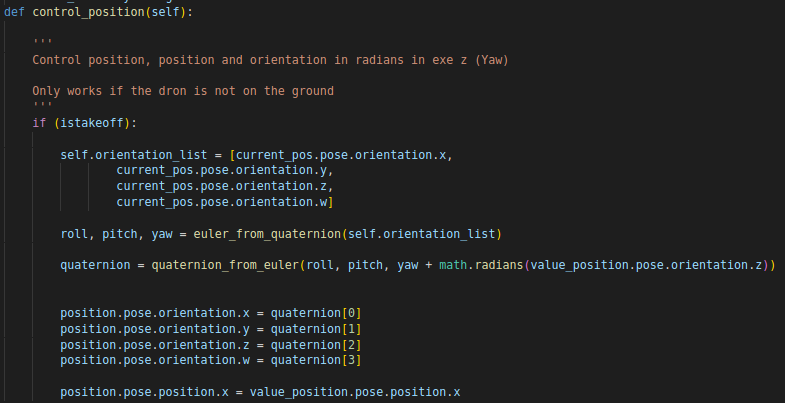 def control_position(self):
'''
Control position, position and orientation in radians in exe z (Yaw)
Only works if the dron is not on the ground
'''
if (istakeoff):
self.orientation_list = [current_pos.pose.orientation.x,
current_pos.pose.orientation.y,
current_pos.pose.orientation.z,
current_pos.pose.orientation.w]
roll, pitch, yaw = euler_from_quaternion(self.orientation_list)
quaternion = quaternion_from_euler(roll, pitch, yaw + math.radians(value_position.pose.orientation.z))
position.pose.orientation.x = quaternion[0]
position.pose.orientation.y = quaternion[1]
position.pose.orientation.z = quaternion[2]
position.pose.orientation.w = quaternion[3]
position.pose.position.x = value_position.pose.position.x